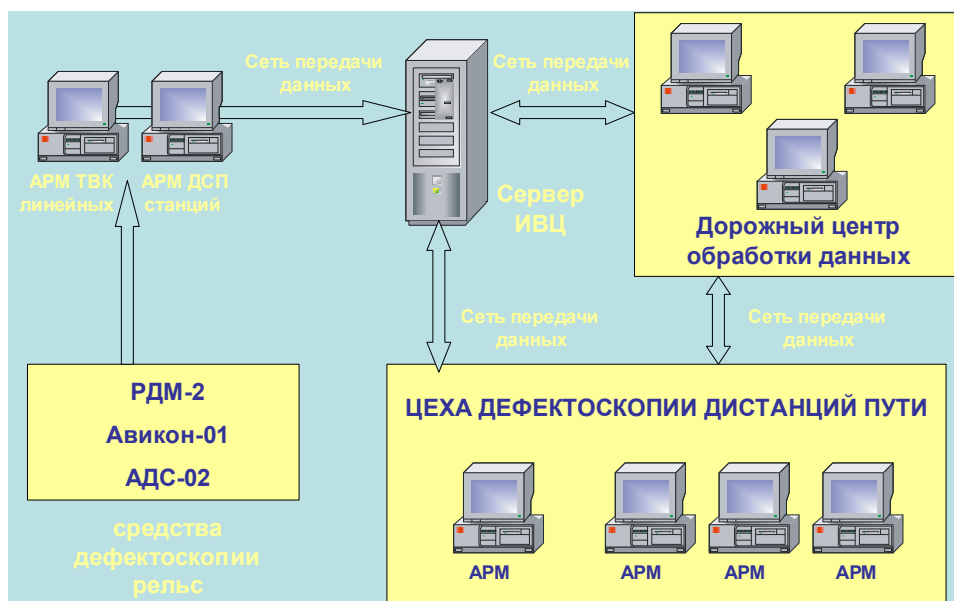 Сеть передачи
данных
Сеть передачи
данных
АРМ ТВК
линейных
АРМ ДСП
станций
Сервер
ИВЦ
Дорожный центр
обработки данных
Сеть передачи
данных
Сеть передачи
данных
РДМ-2
Авикон-01
АДС-02
средства
дефектоскопии
рельс
ЦЕХА ДЕФЕКТОСКОПИИ ДИСТАНЦИЙ ПУТИ
АРМ
АРМ
АРМ
АРМ